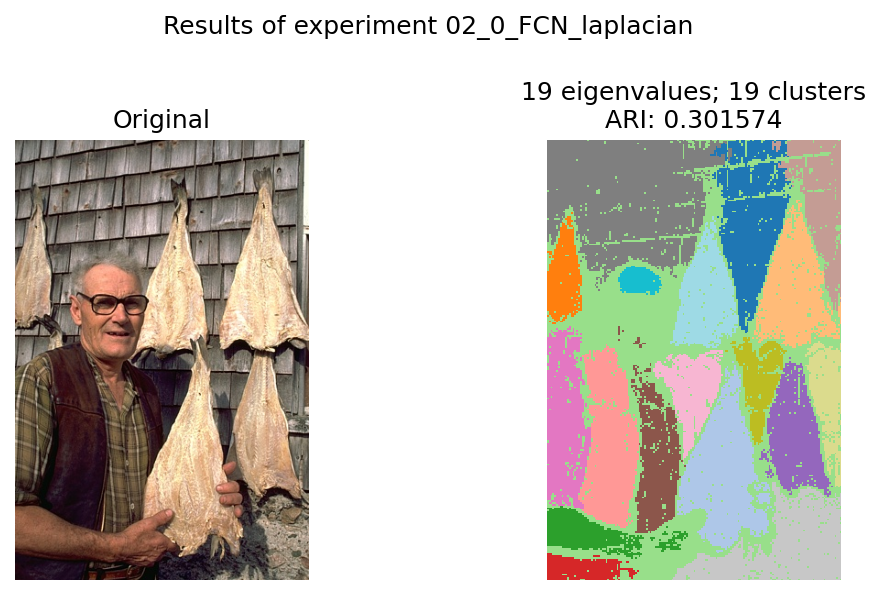 Results of experiment 02_0_FCN_laplacian
Original
19 eigenvalues; 19 clusters
ARI: 0.301574